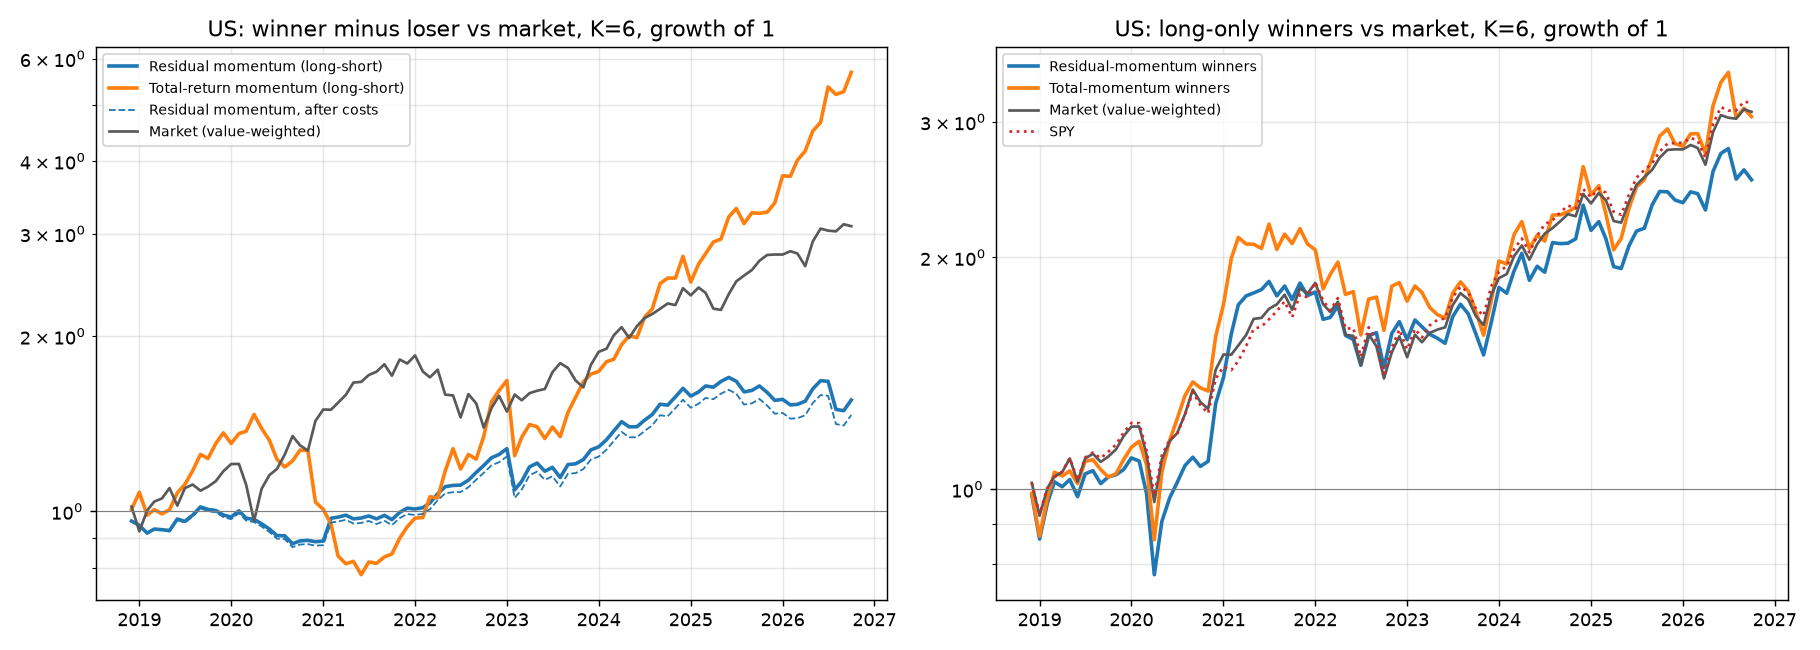 US: winner minus loser vs market, K=6, growth of 1
Residual momentum (long-short)
Total-return momentum (long-short)
Residual momentum, after costs
Market (value-weighted)
6 × 10⁰
4 × 10⁰
3 × 10⁰
2 × 10⁰
10⁰
2019 2020 2021 2022 2023 2024 2025 2026 2027
US: long-only winners vs market, K=6, growth of 1
Residual-momentum winners
Total-momentum winners
Market (value-weighted)
SPY
3 × 10⁰
2 × 10⁰
10⁰
2019 2020 2021 2022 2023 2024 2025 2026 2027